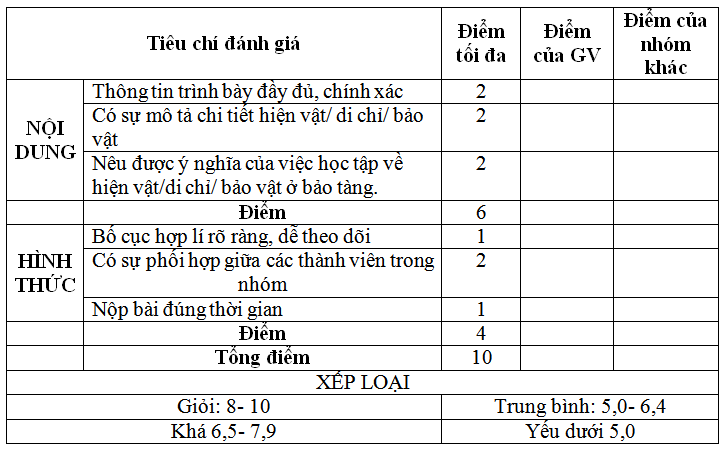 Tiêu chí đánh giá
Điểm tối đa
Điểm của GV
Điểm của nhóm khác
NỘI DUNG
Thông tin trình bày đầy đủ, chính xác
2
Có sự mô tả chi tiết hiện vật/ di chỉ/ bảo
vật
2
Nêu được ý nghĩa của việc học tập về
hiện vật/di chỉ/ bảo vật ở bảo tàng.
2
Điểm
6
HÌNH THỨC
Bố cục hợp lí rõ ràng, dễ theo dõi
1
Có sự phối hợp giữa các thành viên trong
nhóm
2
Nộp bài đúng thời gian
1
Điểm
4
Tổng điểm
10
XẾP LOẠI
Giỏi: 8- 10
Trung bình: 5,0- 6,4
Khá 6,5- 7,9
Yếu dưới 5,0